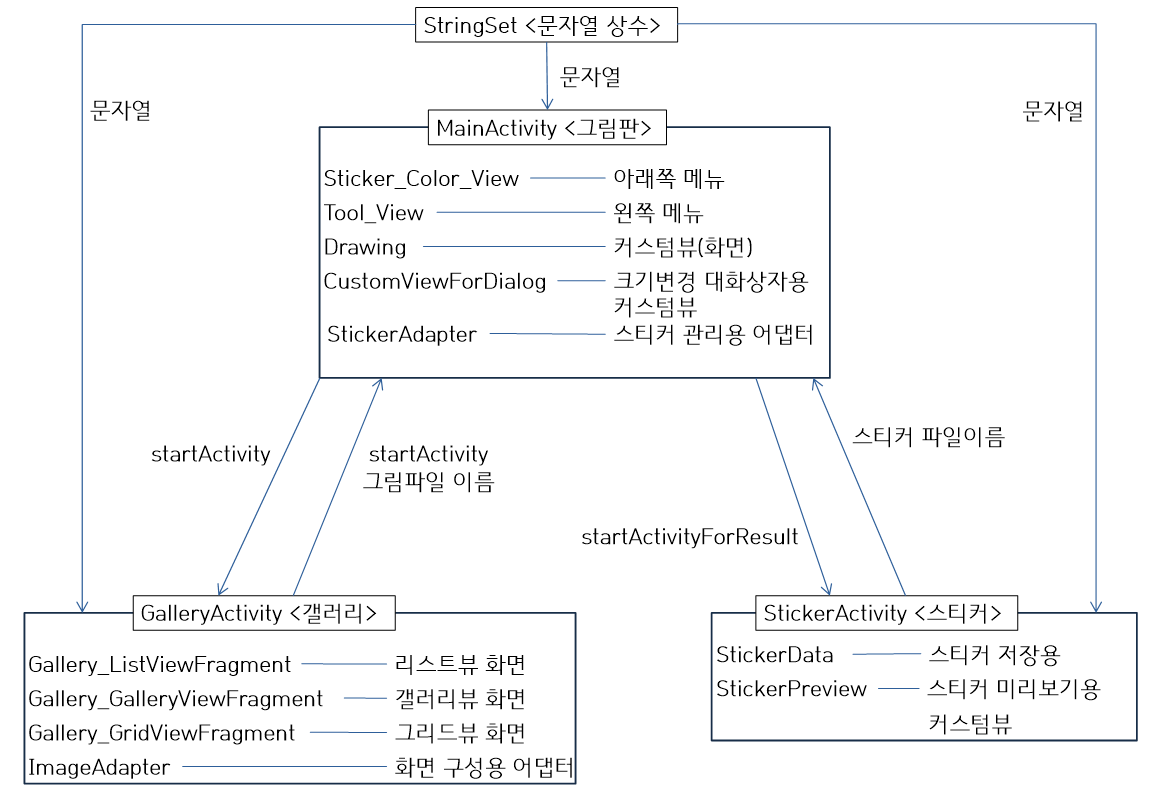 StringSet <문자열 상수>
문자열
문자열
문자열
MainActivity <그림판>
Sticker_Color_View 아래쪽 메뉴
Tool_View 왼쪽 메뉴
Drawing 커스텀뷰(화면)
CustomViewForDialog 크기변경 대화상자용
커스텀뷰
StickerAdapter 스티커 관리용 어댑터
startActivity
startActivity
그림파일 이름
스티커 파일이름
startActivityForResult
GalleryActivity <갤러리>
Gallery_ListViewFragment 리스트뷰 화면
Gallery_GalleryViewFragment 갤러리뷰 화면
Gallery_GridViewFragment 그리드뷰 화면
ImageAdapter 화면 구성용 어댑터
StickerActivity <스티커>
StickerData 스티커 저장용
StickerPreview 스티커 미리보기용
커스텀뷰